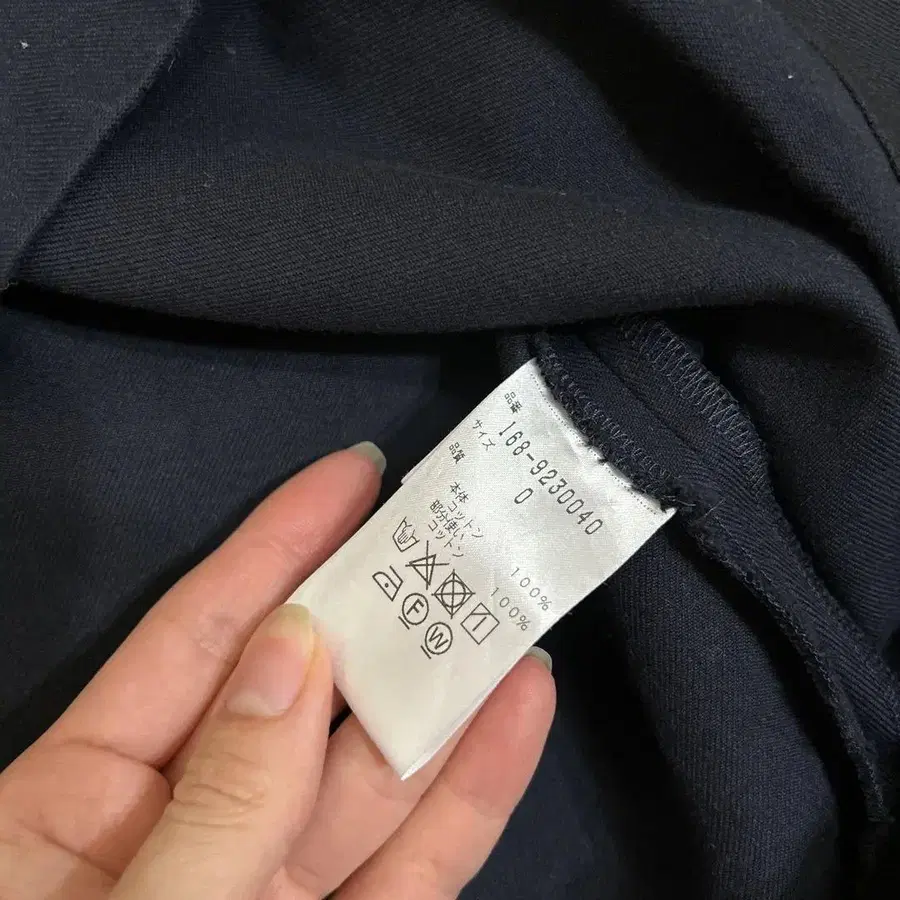 品番 168-9230040
サイズ 0
品質
本体
コットン 100%
部分使い
コットン 100%
F W